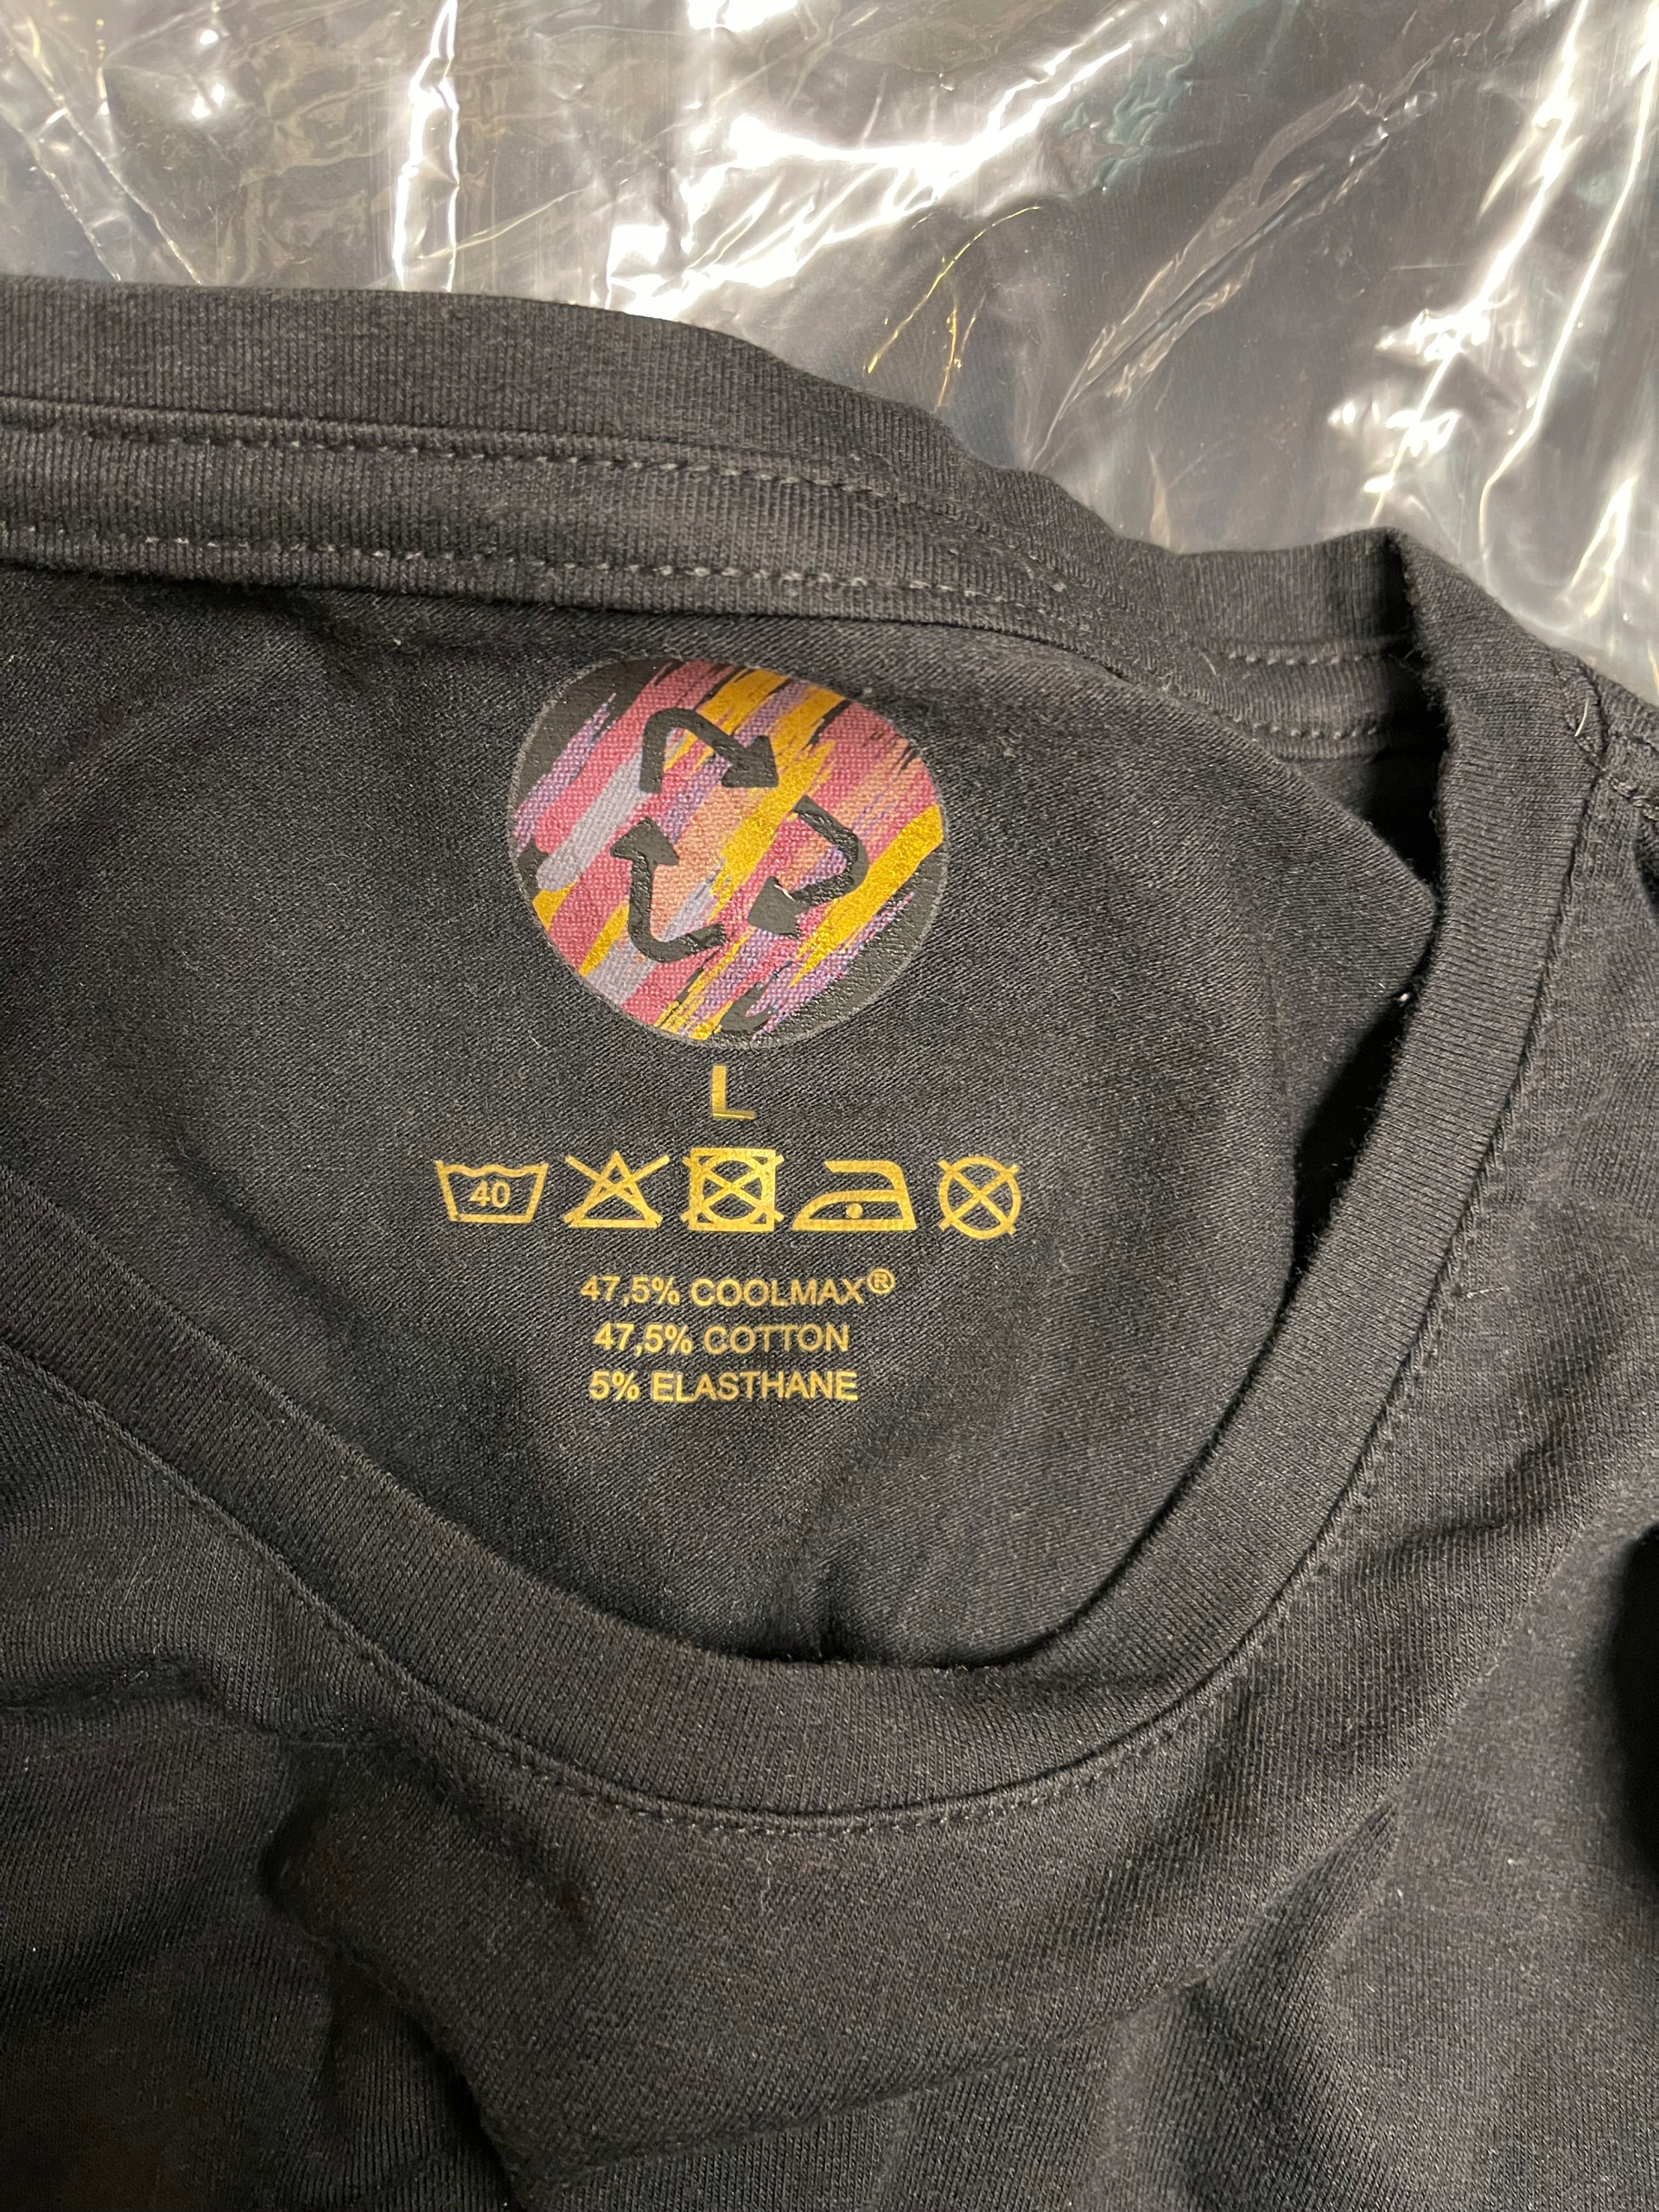 L
40
47,5% COOLMAX®
47,5% COTTON
5% ELASTHANE